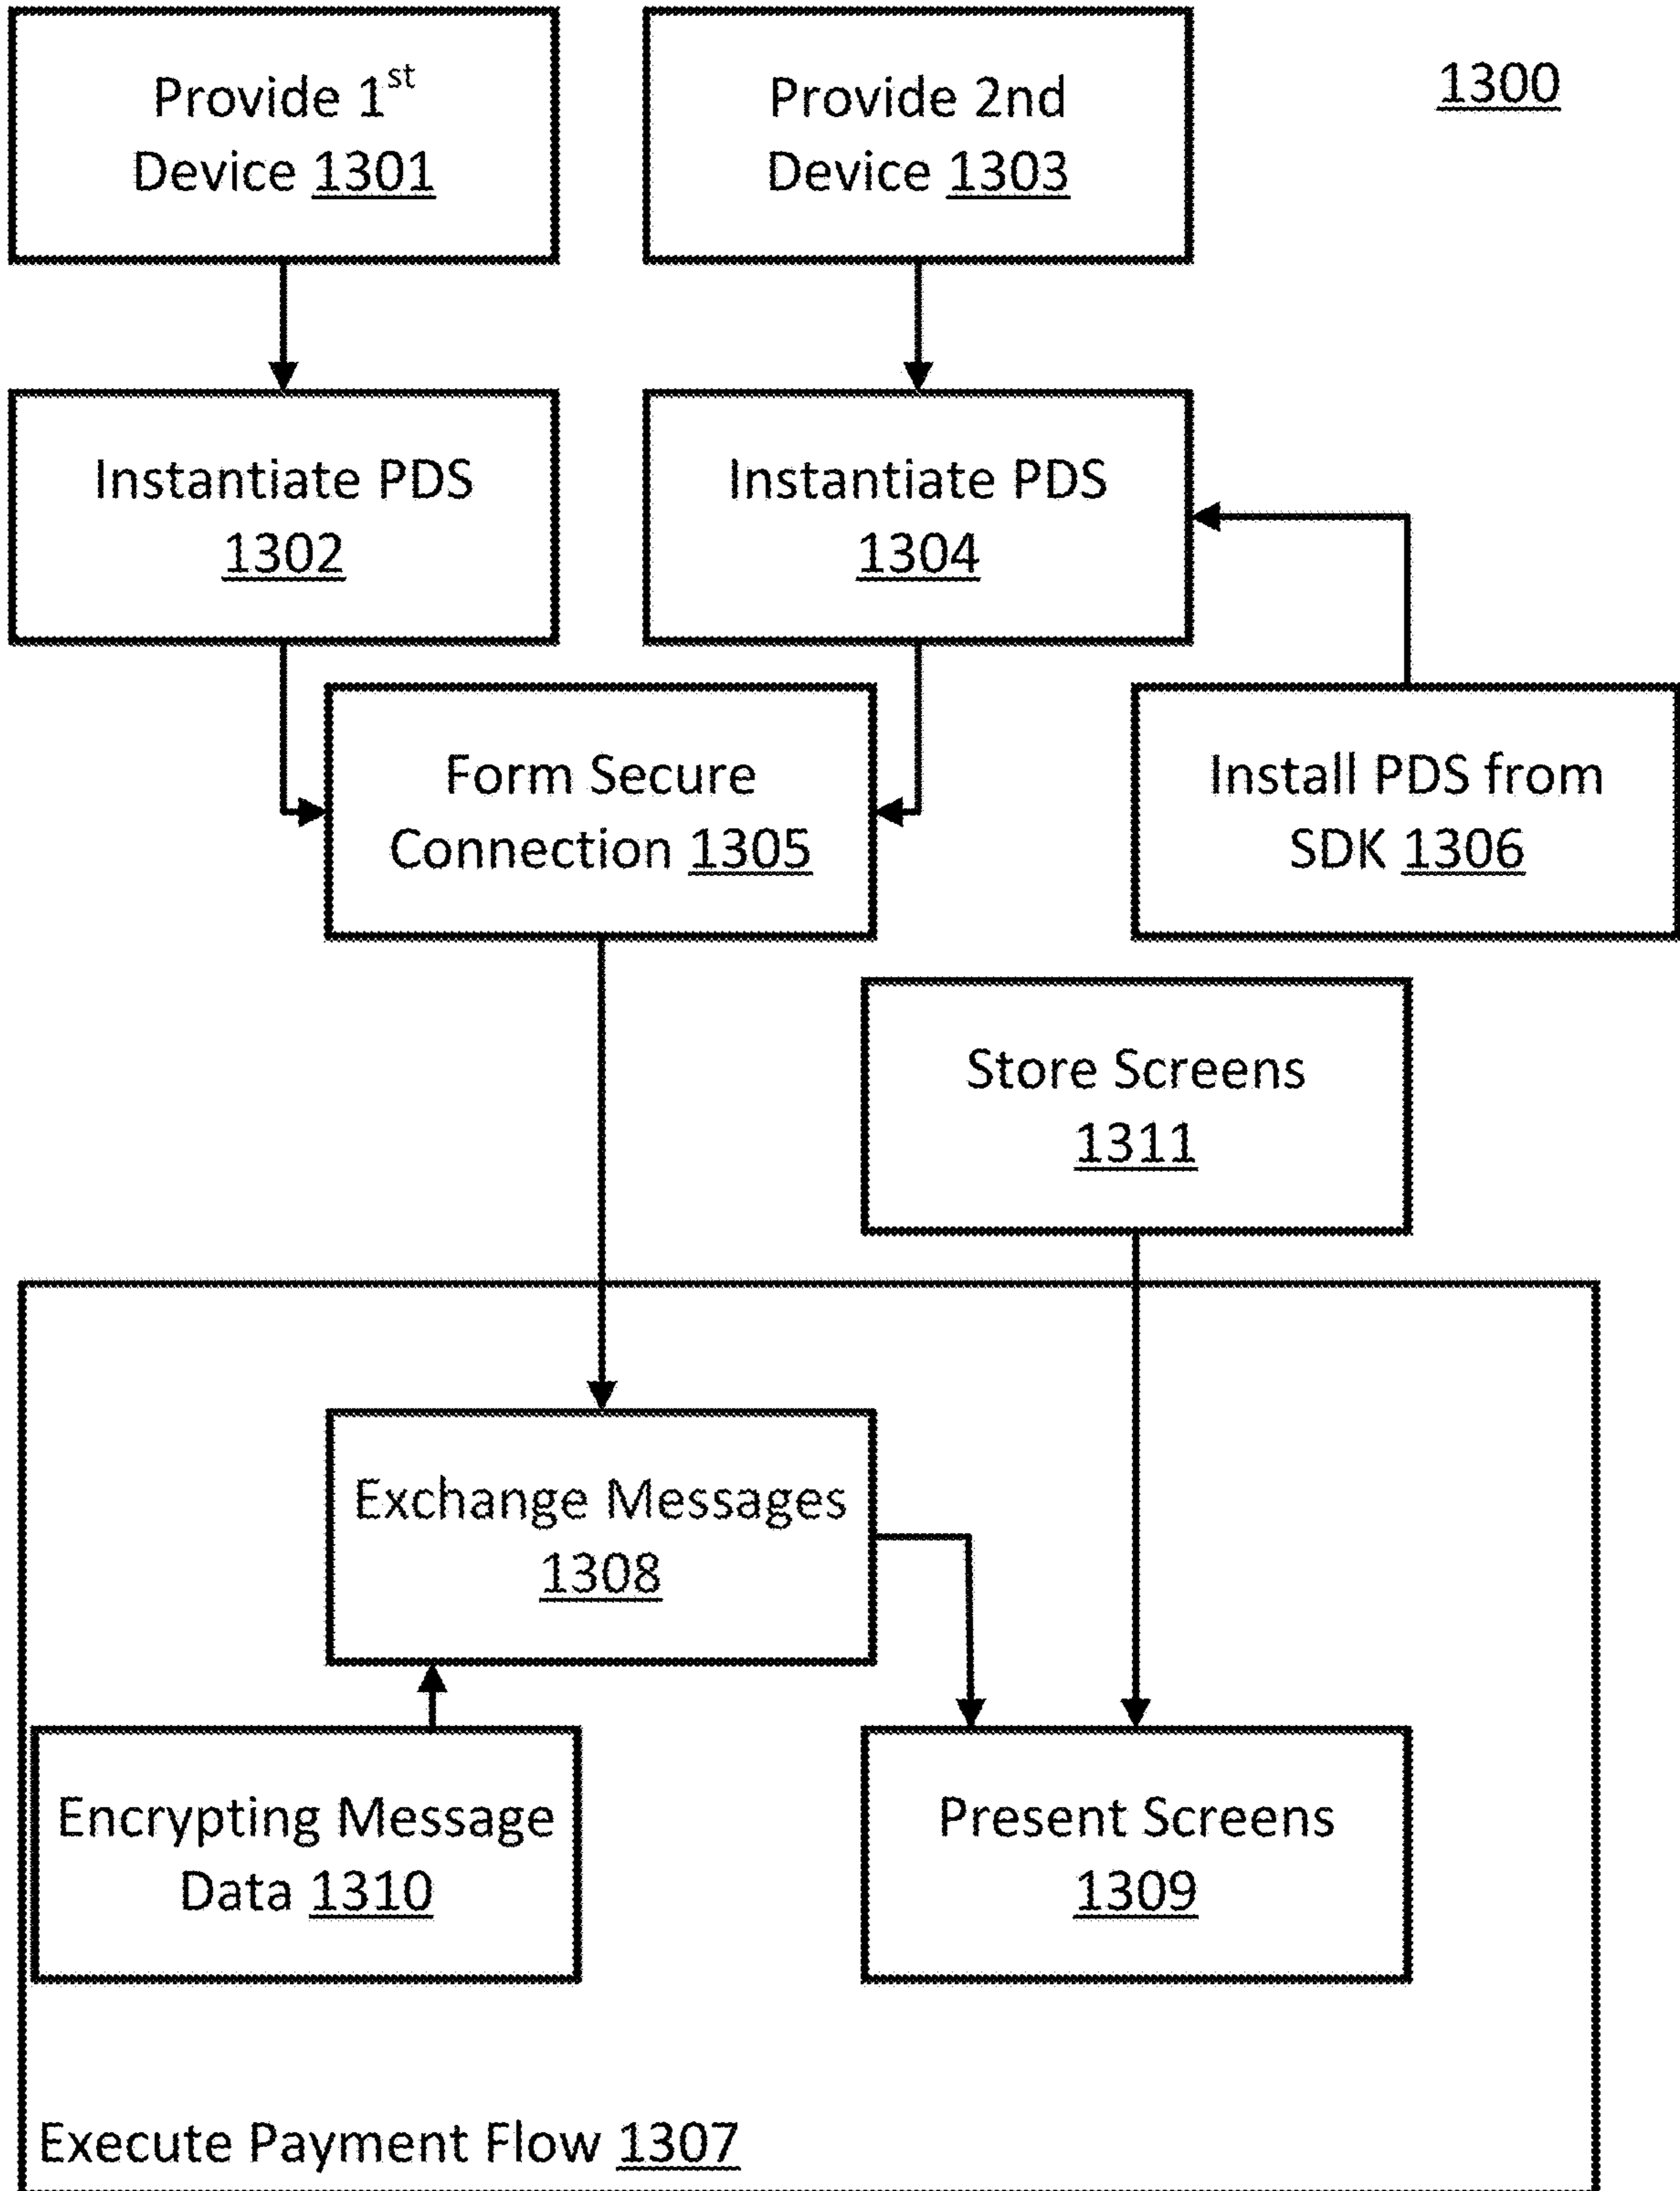 Provide 1st
Device 1301
Provide 2nd
Device 1303
1300
Instantiate PDS
1302
Instantiate PDS
1304
Form Secure
Connection 1305
Install PDS from
SDK 1306
Store Screens
1311
Exchange Messages
1308
Encrypting Message
Data 1310
Present Screens
1309
Execute Payment Flow 1307